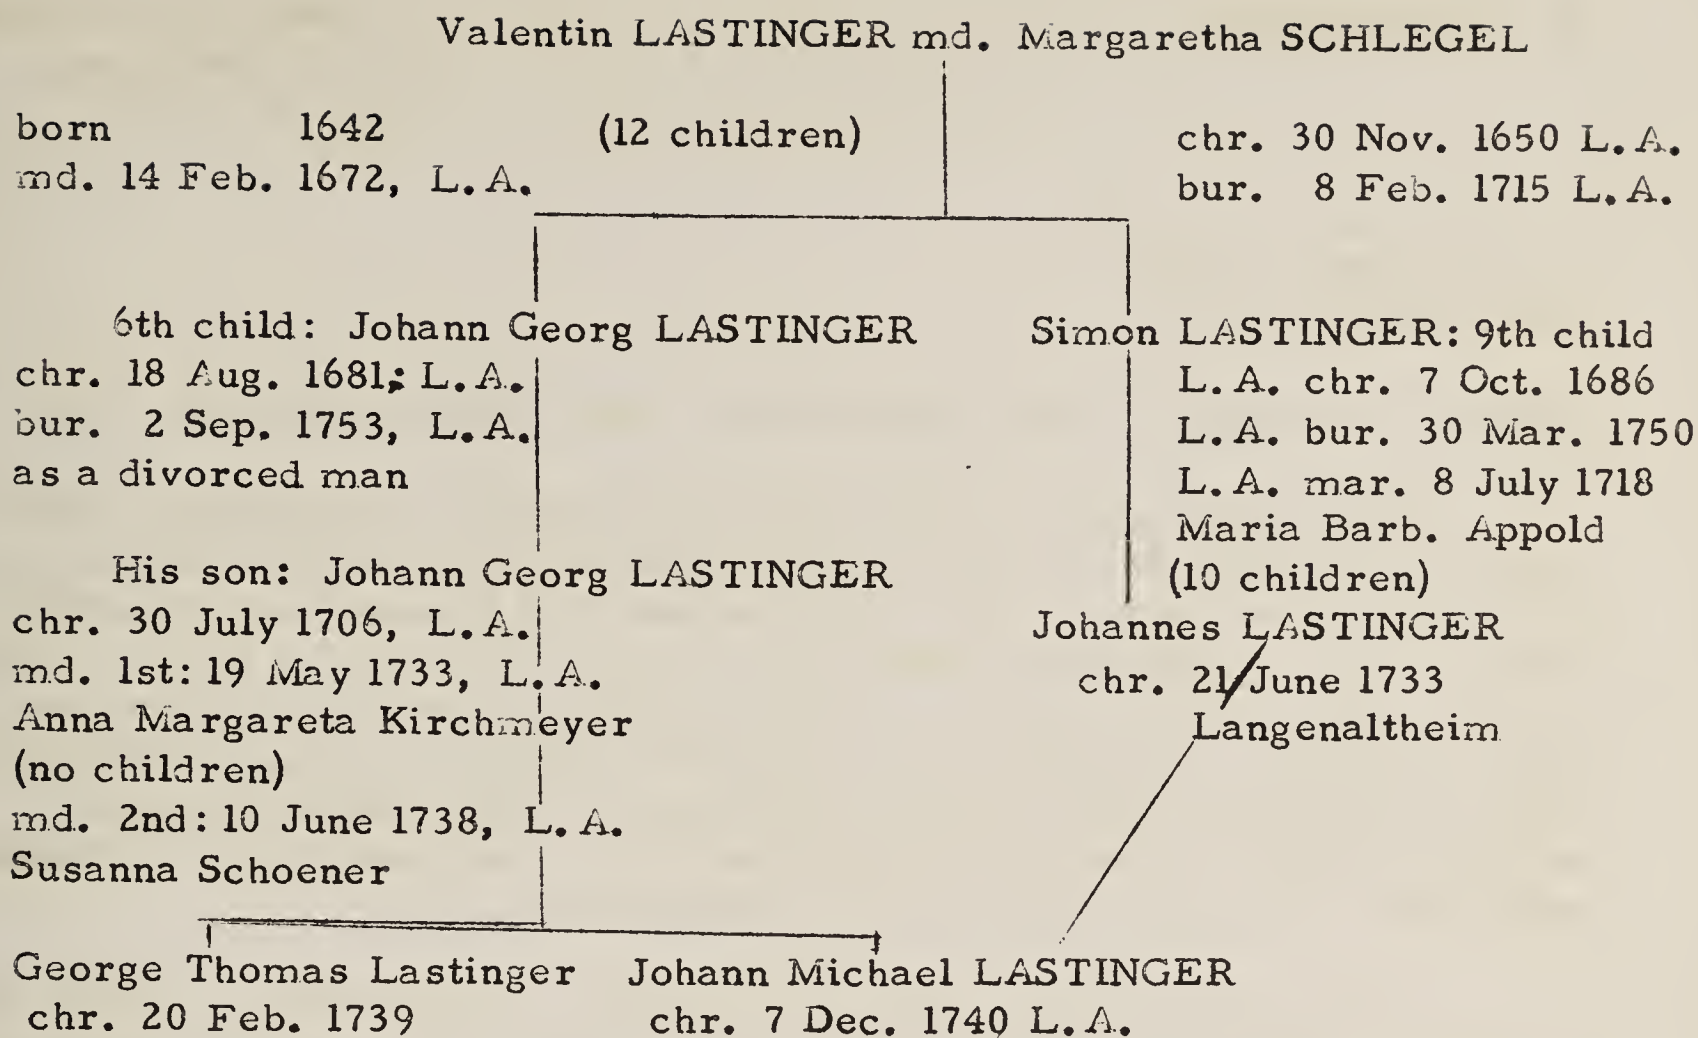 Valentin LASTINGER md. Margaretha SCHLEGEL
born 1642
md. 14 Feb. 1672, L.A.
(12 children)
chr. 30 Nov. 1650 L.A.
bur. 8 Feb. 1715 L.A.
6th child: Johann Georg LASTINGER
chr. 18 Aug. 1681; L.A.
bur. 2 Sep. 1753, L.A.
as a divorced man
Simon LASTINGER: 9th child
L.A. chr. 7 Oct. 1686
L.A. bur. 30 Mar. 1750
L.A. mar. 8 July 1718
Maria Barb. Appold
(10 children)
His son: Johann Georg LASTINGER
chr. 30 July 1706, L.A.
md. 1st: 19 May 1733, L.A.
Anna Margareta Kirchmeyer
(no children)
md. 2nd: 10 June 1738, L.A.
Susanna Schoener
Johannes LASTINGER
chr. 21 June 1733
Langenaltheim
George Thomas Lastinger
chr. 20 Feb. 1739
Johann Michael LASTINGER
chr. 7 Dec. 1740 L.A.